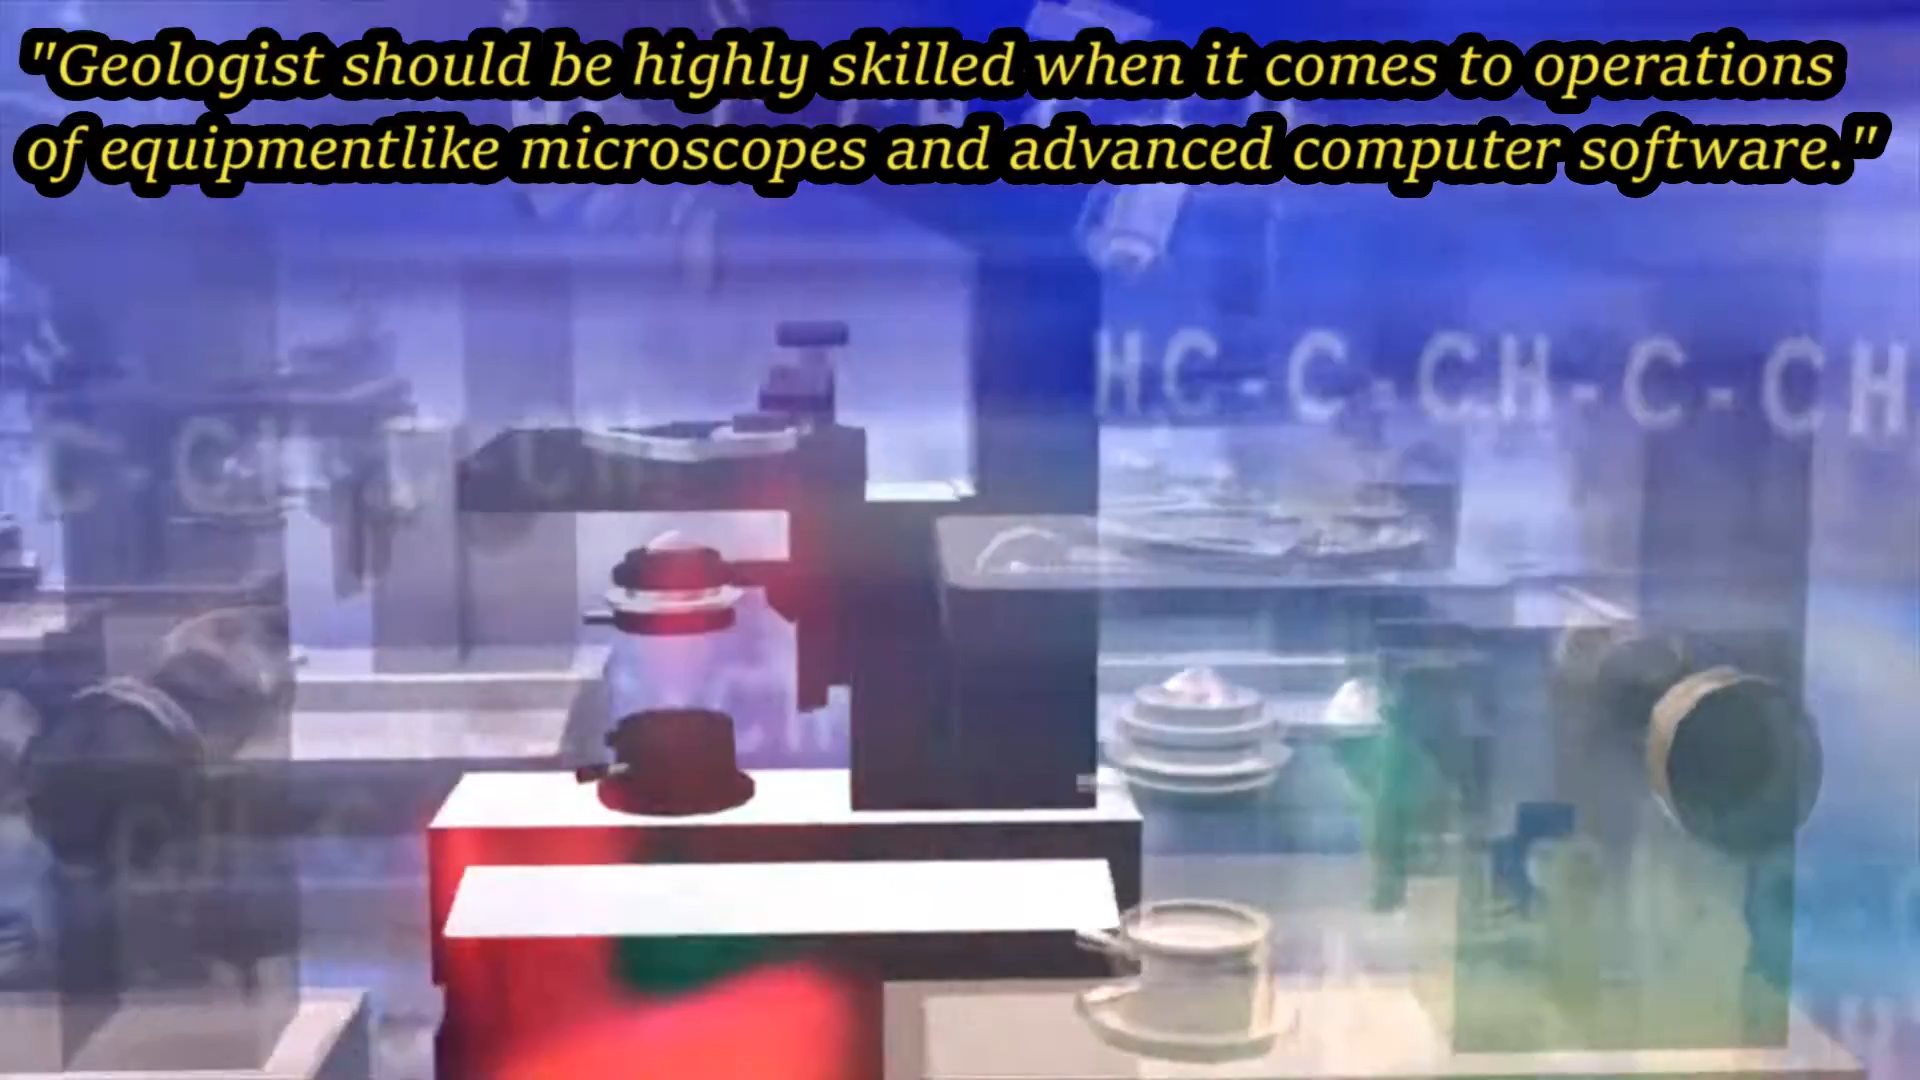 "Geologist should be highly skilled when it comes to operations
of equipmentlike microscopes and advanced computer software."
HC-C-CH-C-CH